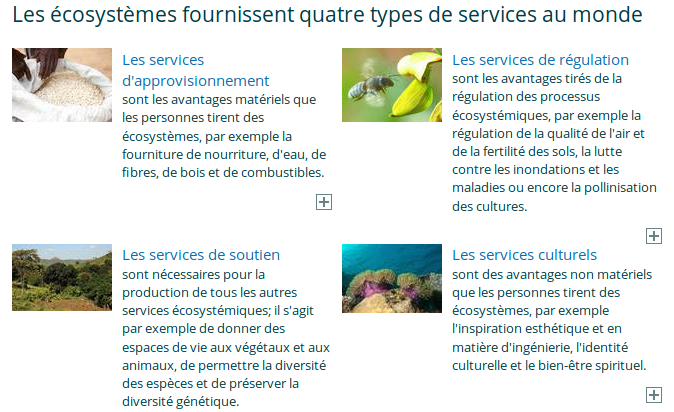 Les écosystèmes fournissent quatre types de services au monde
Les services
d'approvisionnement
sont les avantages matériels que
les personnes tirent des
écosystèmes, par exemple la
fourniture de nourriture, d'eau, de
fibres, de bois et de combustibles.
Les services de régulation
sont les avantages tirés de la
régulation des processus
écosystémiques, par exemple la
régulation de la qualité de l'air et
de la fertilité des sols, la lutte
contre les inondations et les
maladies ou encore la pollinisation
des cultures.
Les services de soutien
sont nécessaires pour la
production de tous les autres
services écosystémiques; il s'agit
par exemple de donner des
espaces de vie aux végétaux et aux
animaux, de permettre la diversité
des espèces et de préserver la
diversité génétique.
Les services culturels
sont des avantages non matériels
que les personnes tirent des
écosystèmes, par exemple
l'inspiration esthétique et en
matière d'ingénierie, l'identité
culturelle et le bien-être spirituel.